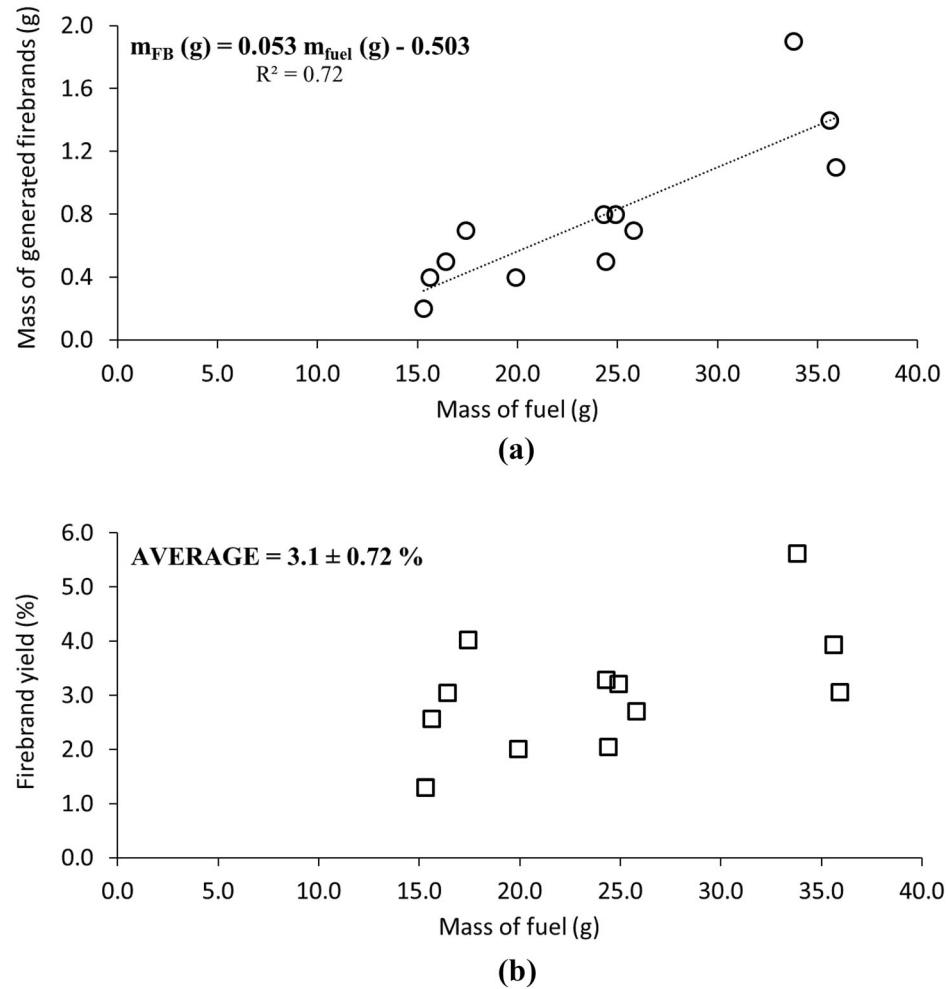 m_FB (g) = 0.053 m_fuel (g) - 0.503
R² = 0.72
Mass of generated firebrands (g)
2.0
1.6
1.2
0.8
0.4
0.0
0.0 5.0 10.0 15.0 20.0 25.0 30.0 35.0 40.0
Mass of fuel (g)
(a)
AVERAGE = 3.1 ± 0.72 %
Firebrand yield (%)
6.0
5.0
4.0
3.0
2.0
1.0
0.0
0.0 5.0 10.0 15.0 20.0 25.0 30.0 35.0 40.0
Mass of fuel (g)
(b)